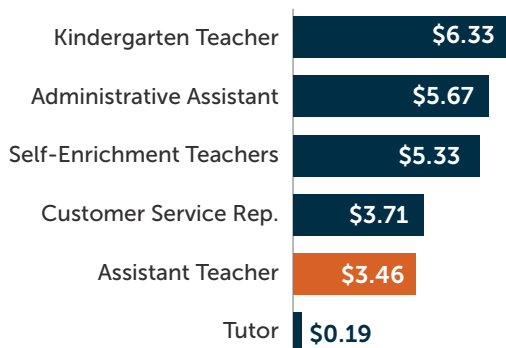 Kindergarten Teacher $6.33
Administrative Assistant $5.67
Self-Enrichment Teachers $5.33
Customer Service Rep. $3.71
Assistant Teacher $3.46
Tutor $0.19